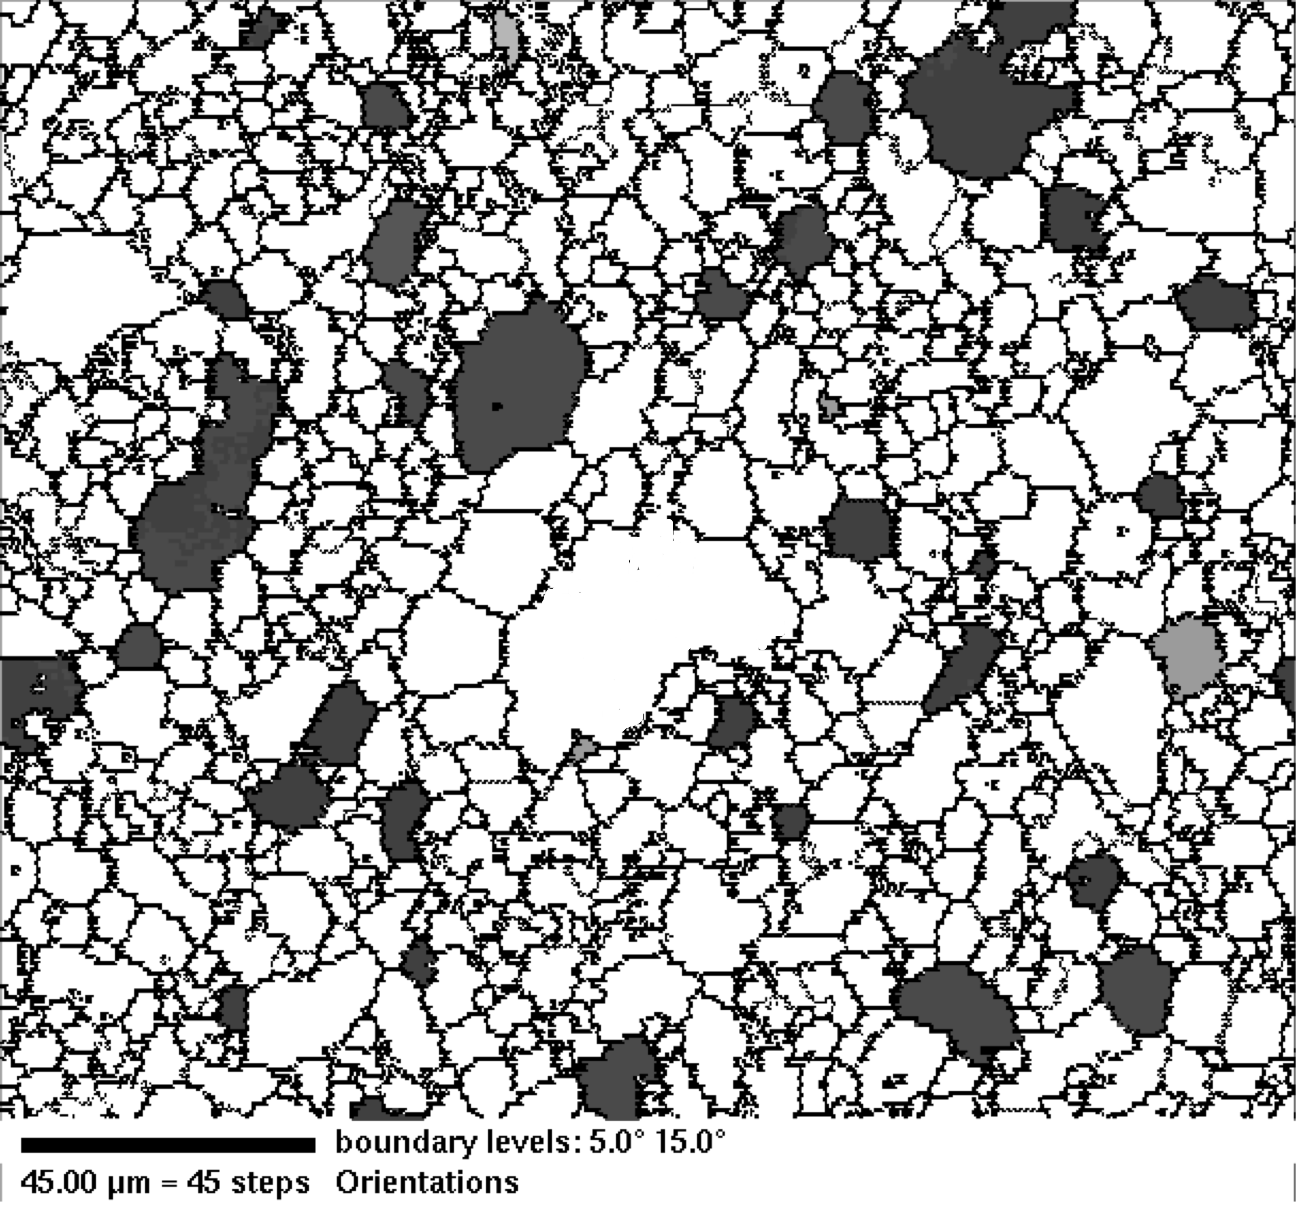 boundary levels: 5.0° 15.0°
45.00 µm = 45 steps Orientations